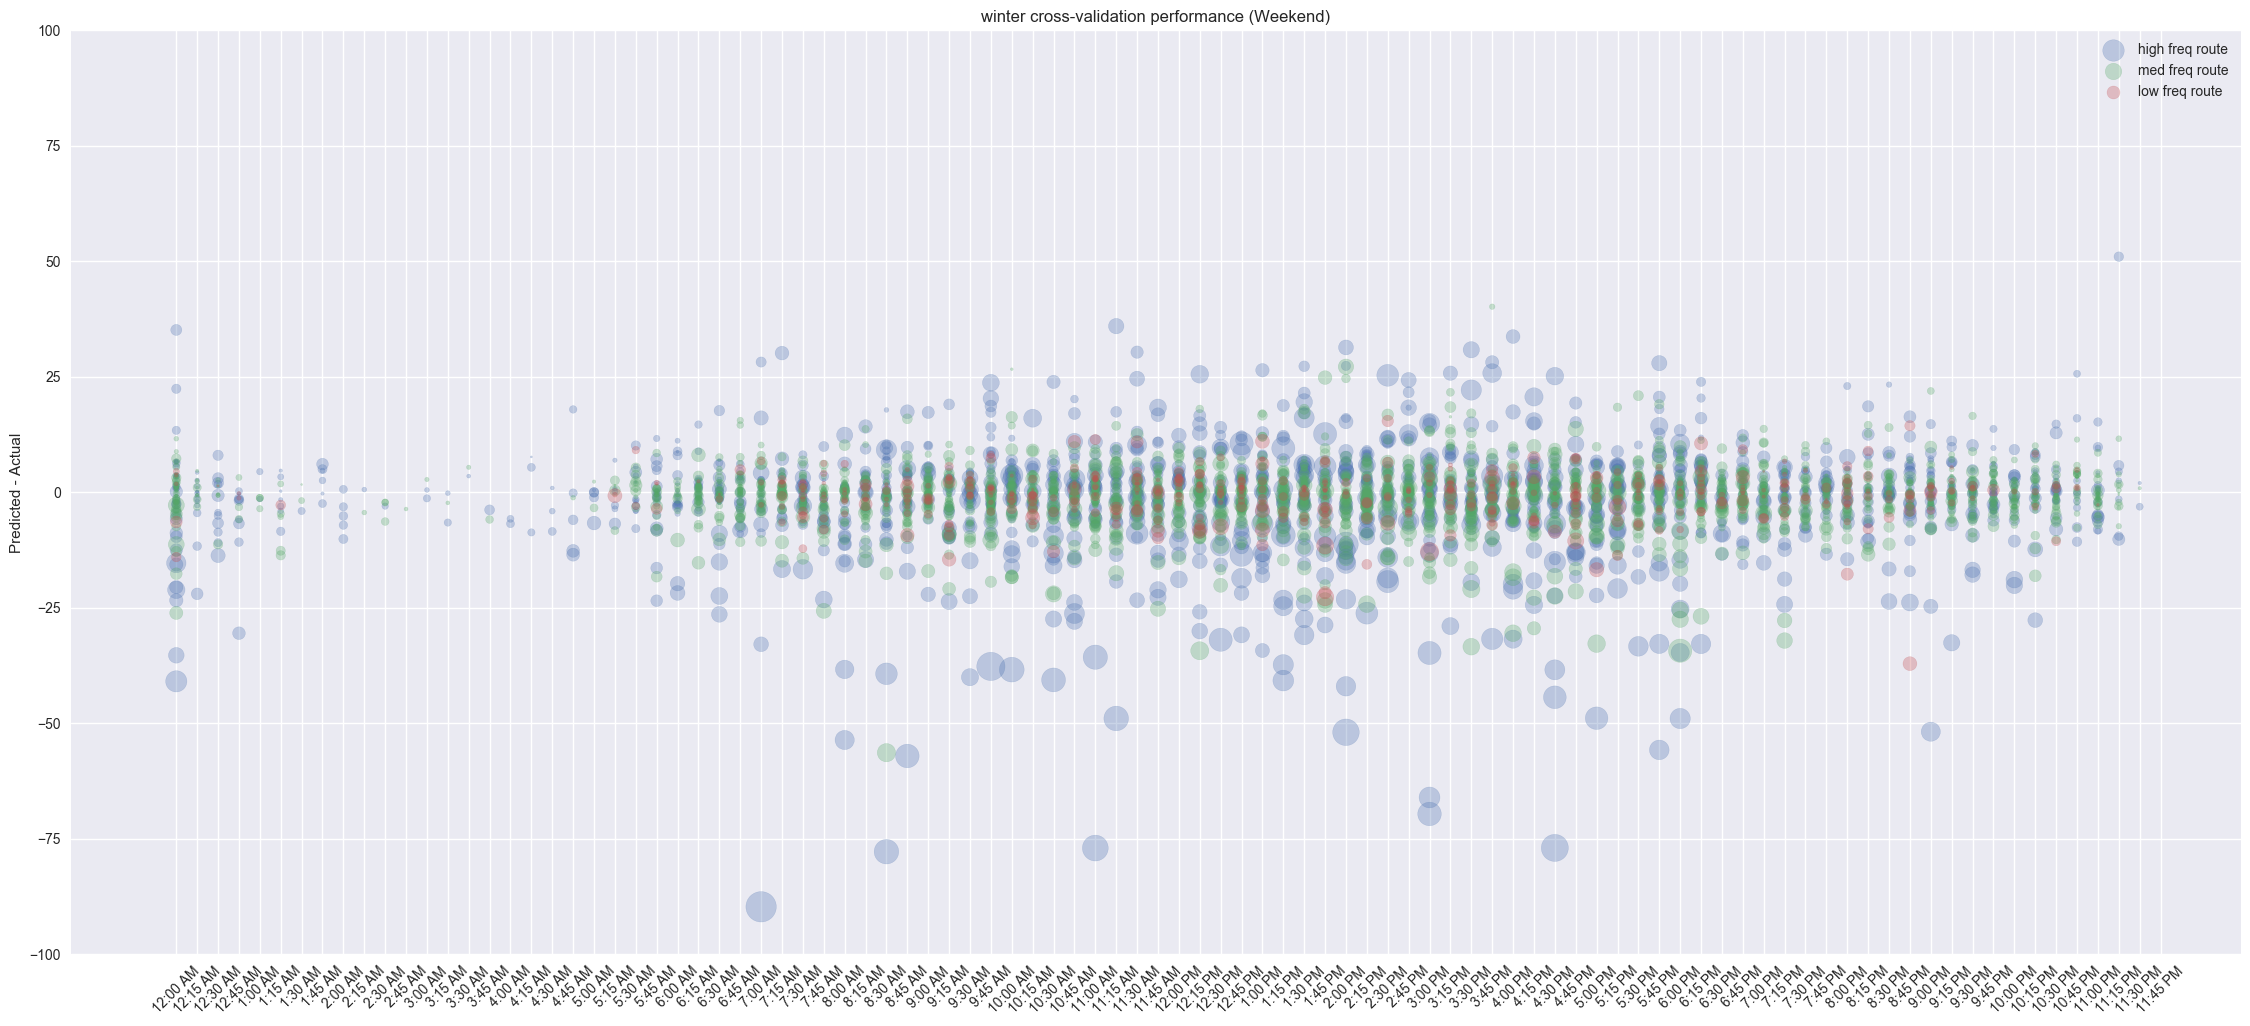 winter cross-validation performance (Weekend)
100
75
50
25
0
−25
−50
−75
−100
Predicted - Actual
high freq route
med freq route
low freq route
12:00 AM
12:15 AM
12:30 AM
12:45 AM
1:00 AM
1:15 AM
1:30 AM
1:45 AM
2:00 AM
2:15 AM
2:30 AM
2:45 AM
3:00 AM
3:15 AM
3:30 AM
3:45 AM
4:00 AM
4:15 AM
4:30 AM
4:45 AM
5:00 AM
5:15 AM
5:30 AM
5:45 AM
6:00 AM
6:15 AM
6:30 AM
6:45 AM
7:00 AM
7:15 AM
7:30 AM
7:45 AM
8:00 AM
8:15 AM
8:30 AM
8:45 AM
9:00 AM
9:15 AM
9:30 AM
9:45 AM
10:00 AM
10:15 AM
10:30 AM
10:45 AM
11:00 AM
11:15 AM
11:30 AM
11:45 AM
12:00 PM
12:15 PM
12:30 PM
12:45 PM
1:00 PM
1:15 PM
1:30 PM
1:45 PM
2:00 PM
2:15 PM
2:30 PM
2:45 PM
3:00 PM
3:15 PM
3:30 PM
3:45 PM
4:00 PM
4:15 PM
4:30 PM
4:45 PM
5:00 PM
5:15 PM
5:30 PM
5:45 PM
6:00 PM
6:15 PM
6:30 PM
6:45 PM
7:00 PM
7:15 PM
7:30 PM
7:45 PM
8:00 PM
8:15 PM
8:30 PM
8:45 PM
9:00 PM
9:15 PM
9:30 PM
9:45 PM
10:00 PM
10:15 PM
10:30 PM
10:45 PM
11:00 PM
11:15 PM
11:30 PM
11:45 PM